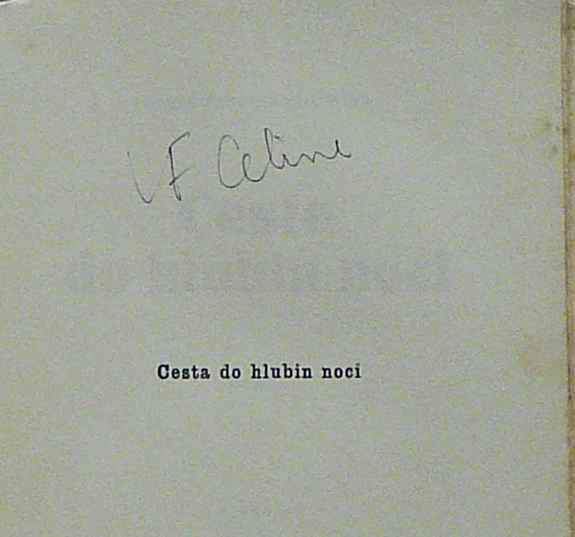 LF Celine
Cesta do hlubin noci